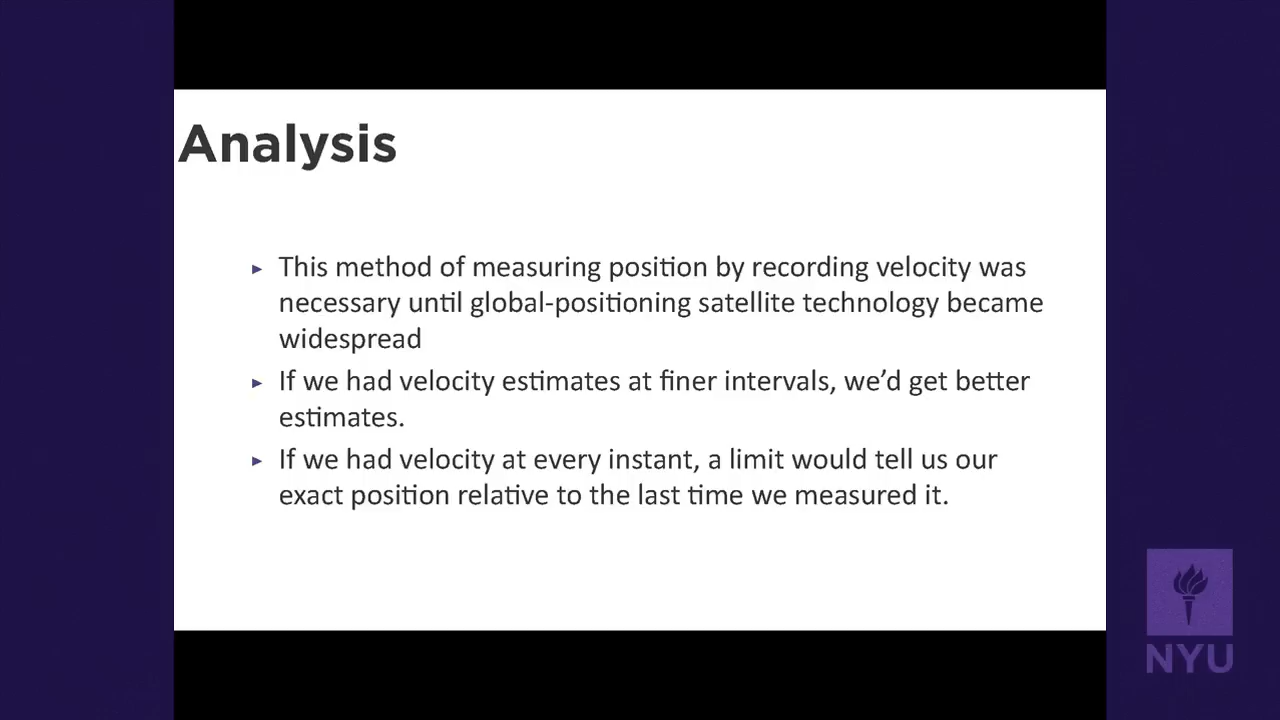 Analysis
▸ This method of measuring position by recording velocity was
necessary until global-positioning satellite technology became
widespread
▸ If we had velocity estimates at finer intervals, we’d get better
estimates.
▸ If we had velocity at every instant, a limit would tell us our
exact position relative to the last time we measured it.
NYU